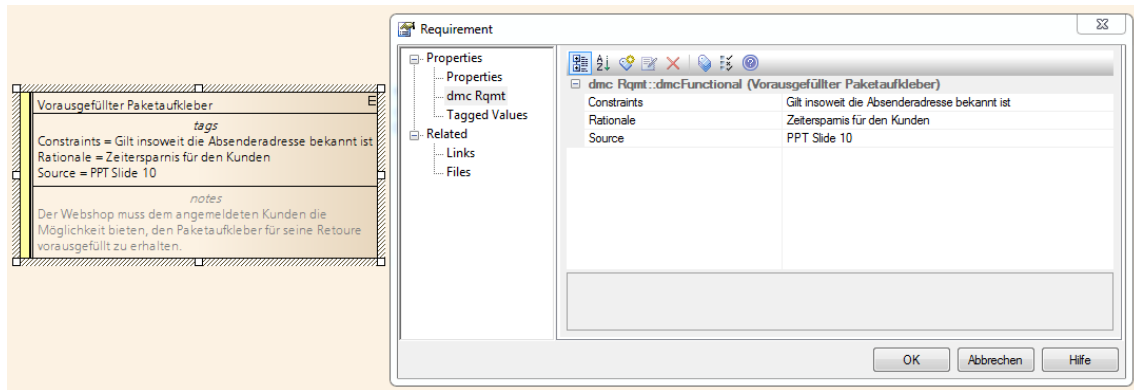 Vorausgefüllter Paketaufkleber
E
tags
Constraints = Gilt insoweit die Absenderadresse bekannt ist
Rationale = Zeitersparnis für den Kunden
Source = PPT Slide 10
notes
Der Webshop muss dem angemeldeten Kunden die
Möglichkeit bieten, den Paketaufkleber für seine Retoure
vorausgefüllt zu erhalten.
Requirement
Properties
Properties
dmc Rqmt
Tagged Values
Related
Links
Files
dmc Rqmt::dmcFunctional (Vorausgefüllter Paketaufkleber)
Constraints Gilt insoweit die Absenderadresse bekannt ist
Rationale Zeitersparnis für den Kunden
Source PPT Slide 10
OK Abbrechen Hilfe